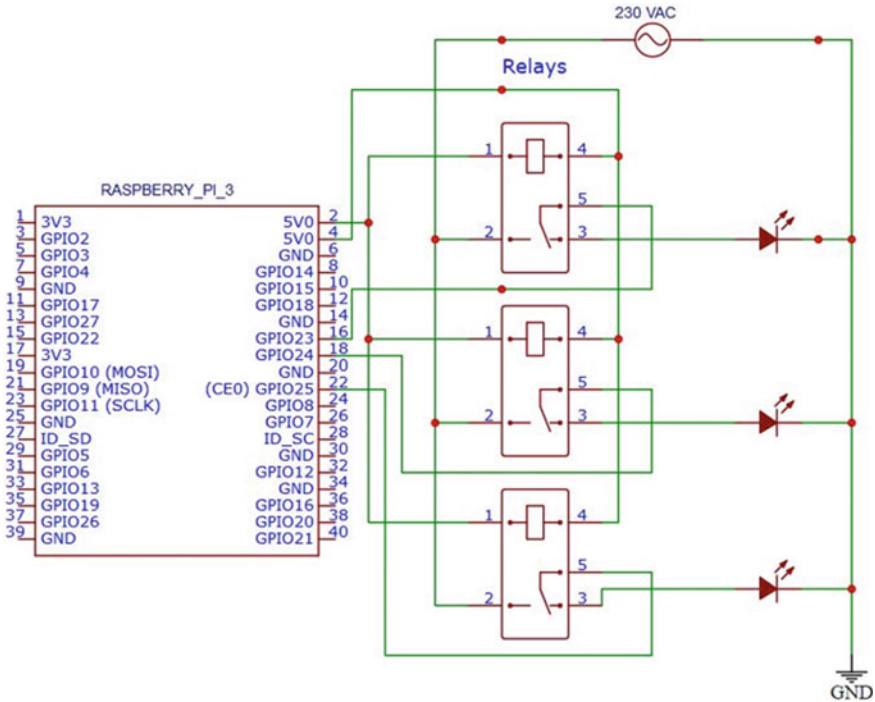 230 VAC
Relays
RASPBERRY_PI_3
1 3V3 5V0 2
3 GPIO2 5V0 4
5 GPIO3 GND 6
7 GPIO4 GPIO14 8
9 GND GPIO15 10
11 GPIO17 GPIO18 12
13 GPIO27 GND 14
15 GPIO22 GPIO23 16
17 3V3 GPIO24 18
19 GPIO10 (MOSI) GND 20
21 GPIO9 (MISO) (CE0) GPIO25 22
23 GPIO11 (SCLK) GPIO8 24
25 GND GPIO7 26
27 ID_SD ID_SC 28
29 GPIO5 GND 30
31 GPIO6 GPIO12 32
33 GPIO13 GND 34
35 GPIO19 GPIO16 36
37 GPIO26 GPIO20 38
39 GND GPIO21 40
1 4
5
2 3
1 4
5
2 3
1 4
5
2 3
GND